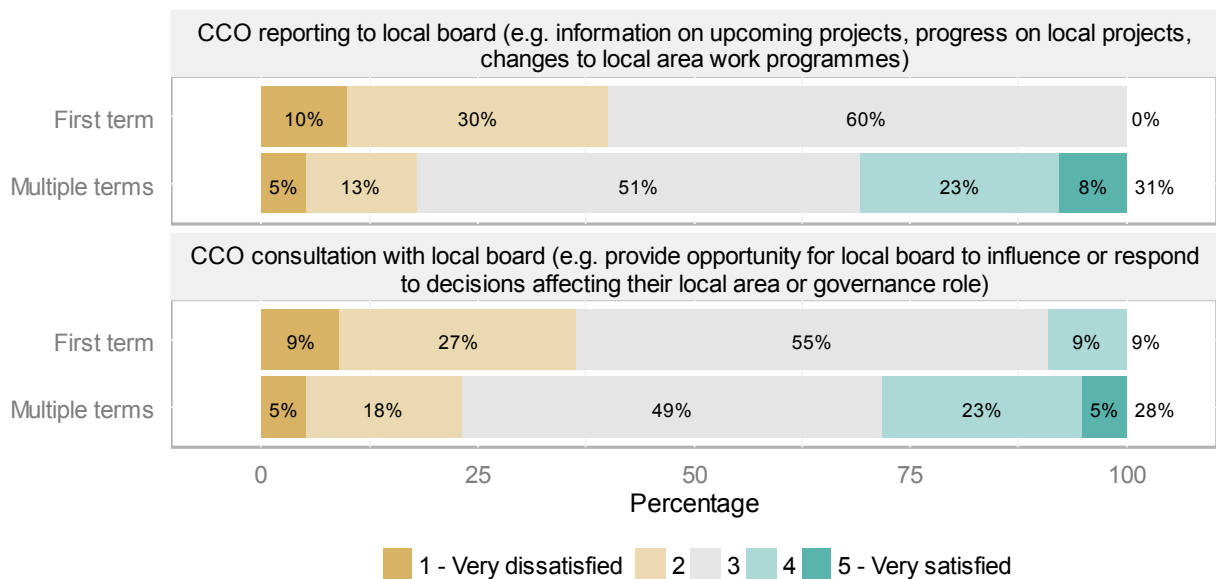 CCO reporting to local board (e.g. information on upcoming projects, progress on local projects,
changes to local area work programmes)
First term 10% 30% 60% 0%
Multiple terms 5% 13% 51% 23% 8% 31%
CCO consultation with local board (e.g. provide opportunity for local board to influence or respond
to decisions affecting their local area or governance role)
First term 9% 27% 55% 9% 9%
Multiple terms 5% 18% 49% 23% 5% 28%
0 25 50 75 100
Percentage
1 - Very dissatisfied 2 3 4 5 - Very satisfied